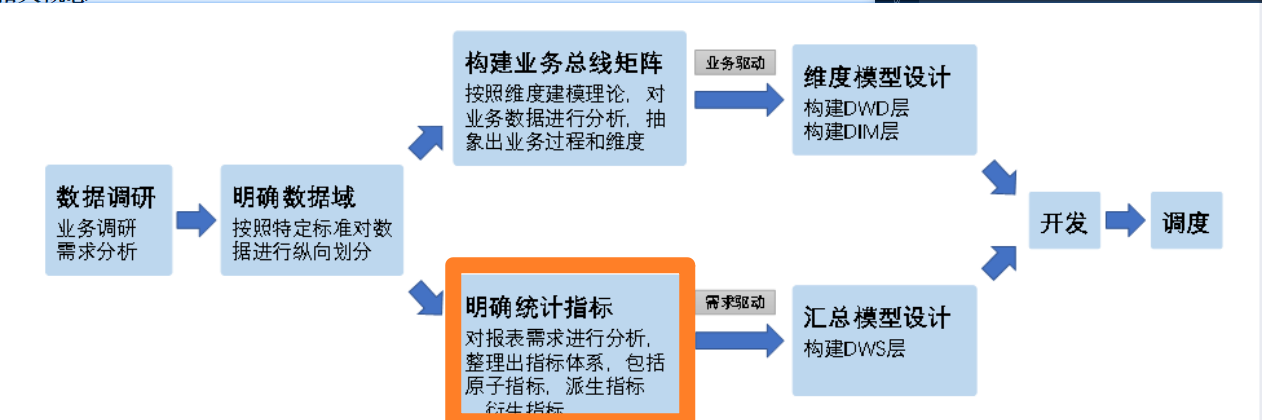 数据调研
业务调研
需求分析
明确数据域
按照特定标准对数
据进行纵向划分
构建业务总线矩阵
按照维度建模理论，对
业务数据进行分析，抽
象出业务过程和维度
业务驱动
维度模型设计
构建DWD层
构建DIM层
明确统计指标
对报表需求进行分析，
整理出指标体系，包括
原子指标，派生指标
衍生指标
需求驱动
汇总模型设计
构建DWS层
开发
调度